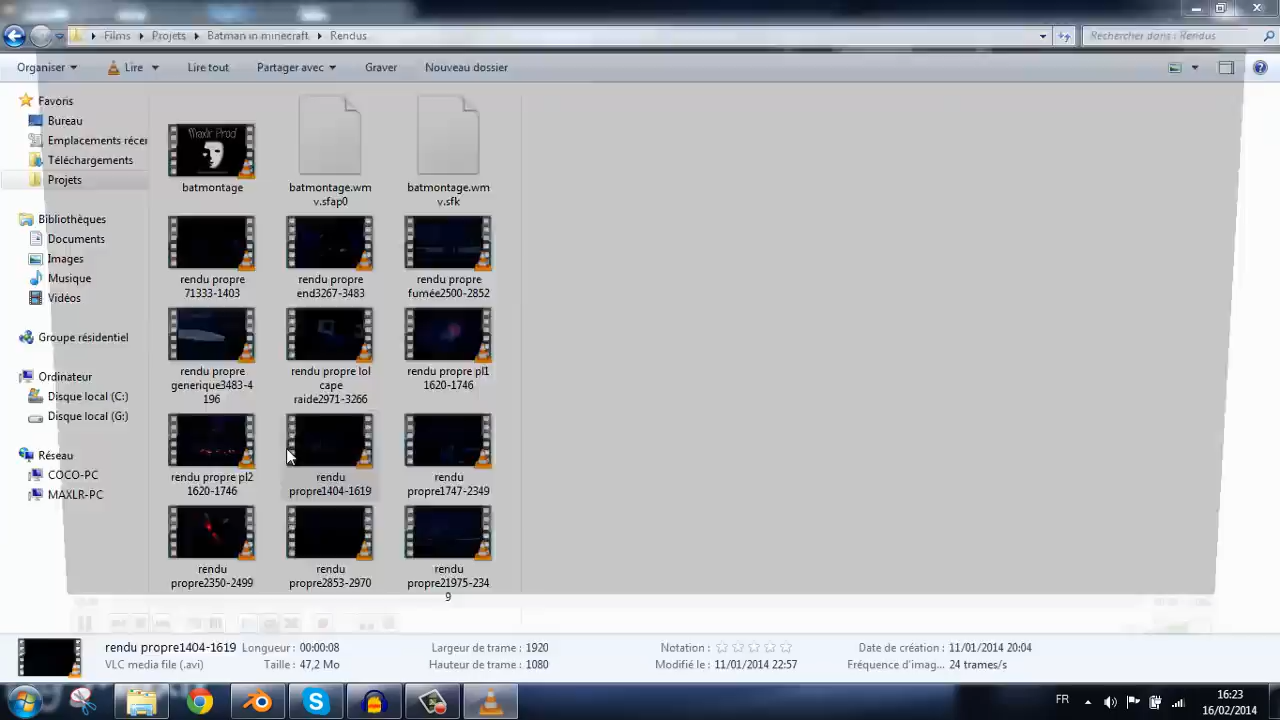 Films
Projets
Batman in minecraft
Rendus
Rechercher dans : Rendus
Organiser
Lire
Lire tout
Partager avec
Graver
Nouveau dossier
Favoris
Bureau
Emplacements récer
Téléchargements
Projets
Bibliothèques
Documents
Images
Musique
Vidéos
Groupe résidentiel
Ordinateur
Disque local (C:)
Disque local (G:)
Réseau
COCO-PC
MAXLR-PC
Maxlr Prod
batmontage
batmontage.wm
v.sfap0
batmontage.wm
v.sfk
rendu propre
71333-1403
rendu propre
end3267-3483
rendu propre
fumée2500-2852
rendu propre
generique3483-4
196
rendu propre lol
cape
raide2971-3266
rendu propre pl1
1620-1746
rendu propre pl2
1620-1746
rendu
propre1404-1619
rendu
propre1747-2349
rendu
propre2350-2499
rendu
propre2853-2970
rendu
propre21975-234
9
rendu propre1404-1619
VLC media file (.avi)
Longueur : 00:00:08
Taille : 47,2 Mo
Largeur de trame : 1920
Hauteur de trame : 1080
Notation :
Modifié le : 11/01/2014 22:57
Date de création : 11/01/2014 20:04
Fréquence d'imag... 24 trames/s
FR
16:23
16/02/2014